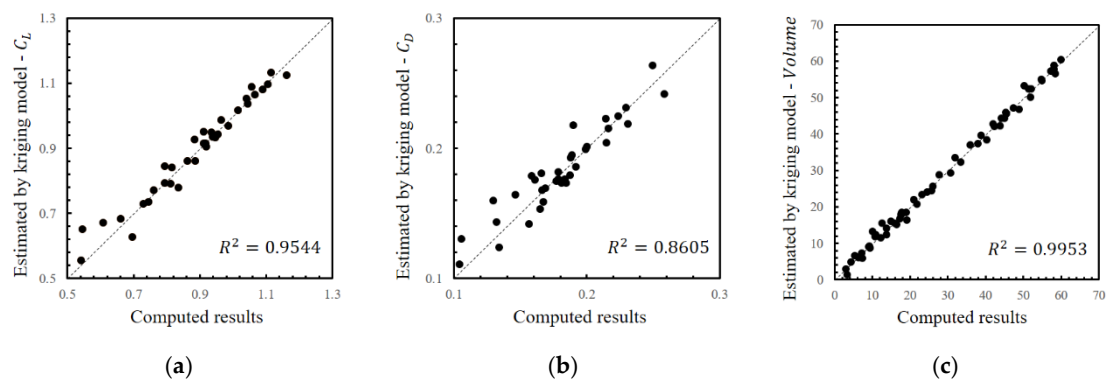 Estimated by kriging model - C_L
1.3
1.1
0.9
0.7
0.5
R² = 0.9544
0.5 0.7 0.9 1.1 1.3
Computed results
(a)
Estimated by kriging model - C_D
0.3
0.2
0.1
R² = 0.8605
0.1 0.2 0.3
Computed results
(b)
Estimated by kriging model - Volume
70
60
50
40
30
20
10
0
R² = 0.9953
0 10 20 30 40 50 60 70
Computed results
(c)